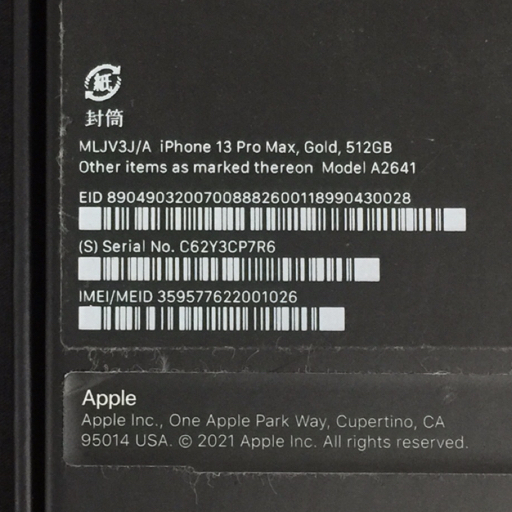 紙
封筒
MLJV3J/A iPhone 13 Pro Max, Gold, 512GB
Other items as marked thereon Model A2641
EID 89049032007008882600118990430028
(S) Serial No. C62Y3CP7R6
IMEI/MEID 359577622001026
Apple
Apple Inc., One Apple Park Way, Cupertino, CA
95014 USA. © 2021 Apple Inc. All rights reserved.